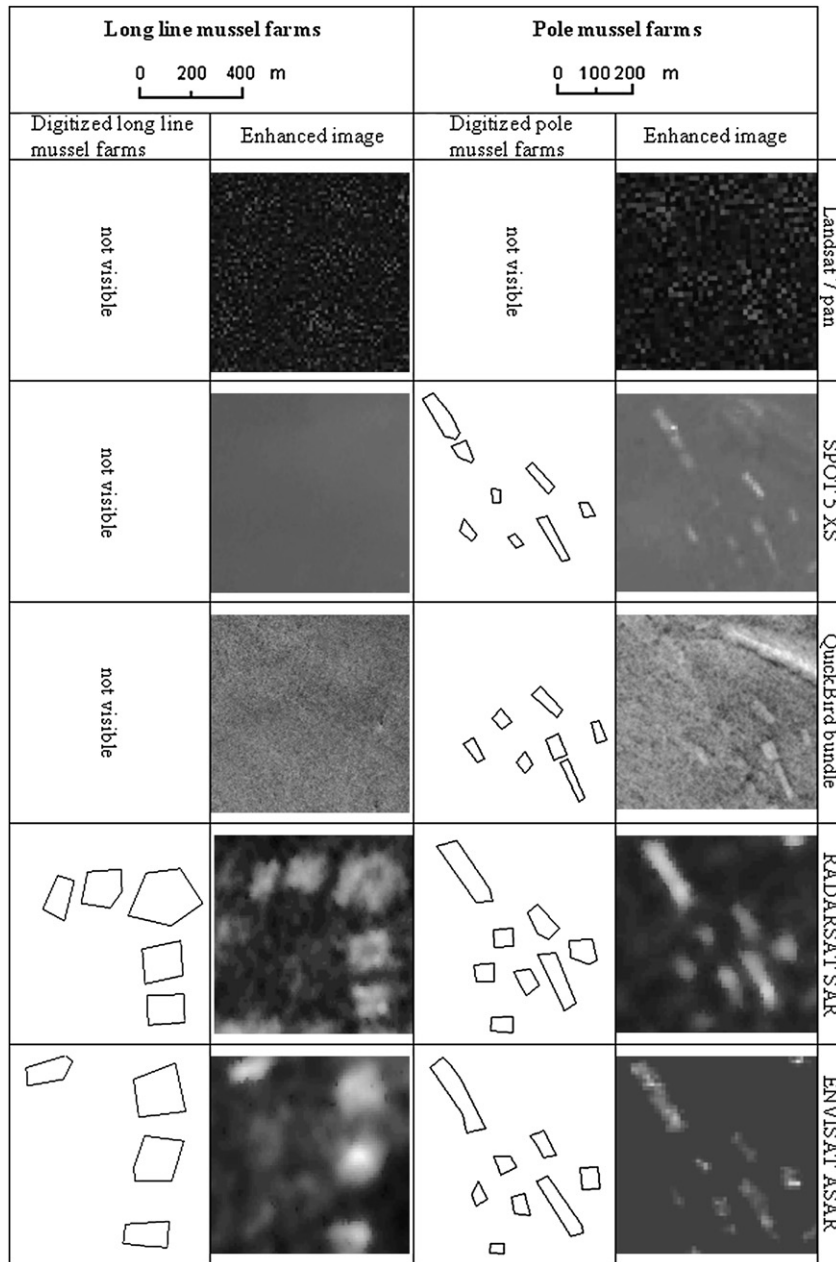 Long line mussel farms
0 200 400 m
Pole mussel farms
0 100 200 m
Digitized long line
mussel farms
Enhanced image
Digitized pole
mussel farms
Enhanced image
not visible
not visible
Landsat 7 pan
not visible
SPOT 5 XS
not visible
QuickBird bundle
RADARSAT SAR
ENVISAT ASAR